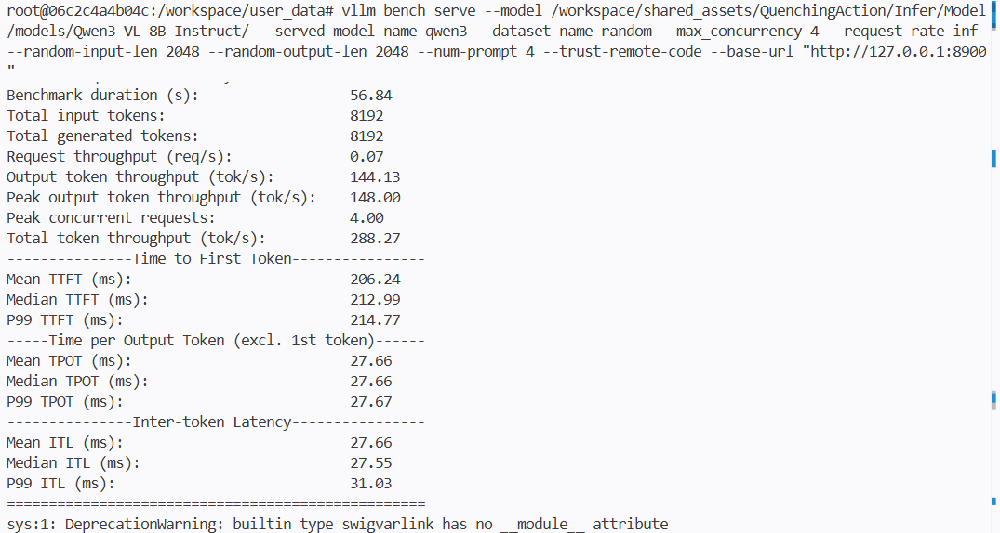 root@06c2c4a4b04c:/workspace/user_data# vllm bench serve --model /workspace/shared_assets/QuenchingAction/Infer/Model
/models/Qwen3-VL-8B-Instruct/ --served-model-name qwen3 --dataset-name random --max_concurrency 4 --request-rate inf
--random-input-len 2048 --random-output-len 2048 --num-prompt 4 --trust-remote-code --base-url "http://127.0.0.1:8900
"
Benchmark duration (s): 56.84
Total input tokens: 8192
Total generated tokens: 8192
Request throughput (req/s): 0.07
Output token throughput (tok/s): 144.13
Peak output token throughput (tok/s): 148.00
Peak concurrent requests: 4.00
Total token throughput (tok/s): 288.27
---------------Time to First Token----------------
Mean TTFT (ms): 206.24
Median TTFT (ms): 212.99
P99 TTFT (ms): 214.77
-----Time per Output Token (excl. 1st token)------
Mean TPOT (ms): 27.66
Median TPOT (ms): 27.66
P99 TPOT (ms): 27.67
---------------Inter-token Latency----------------
Mean ITL (ms): 27.66
Median ITL (ms): 27.55
P99 ITL (ms): 31.03
==================================================
sys:1: DeprecationWarning: builtin type swigvarlink has no __module__ attribute